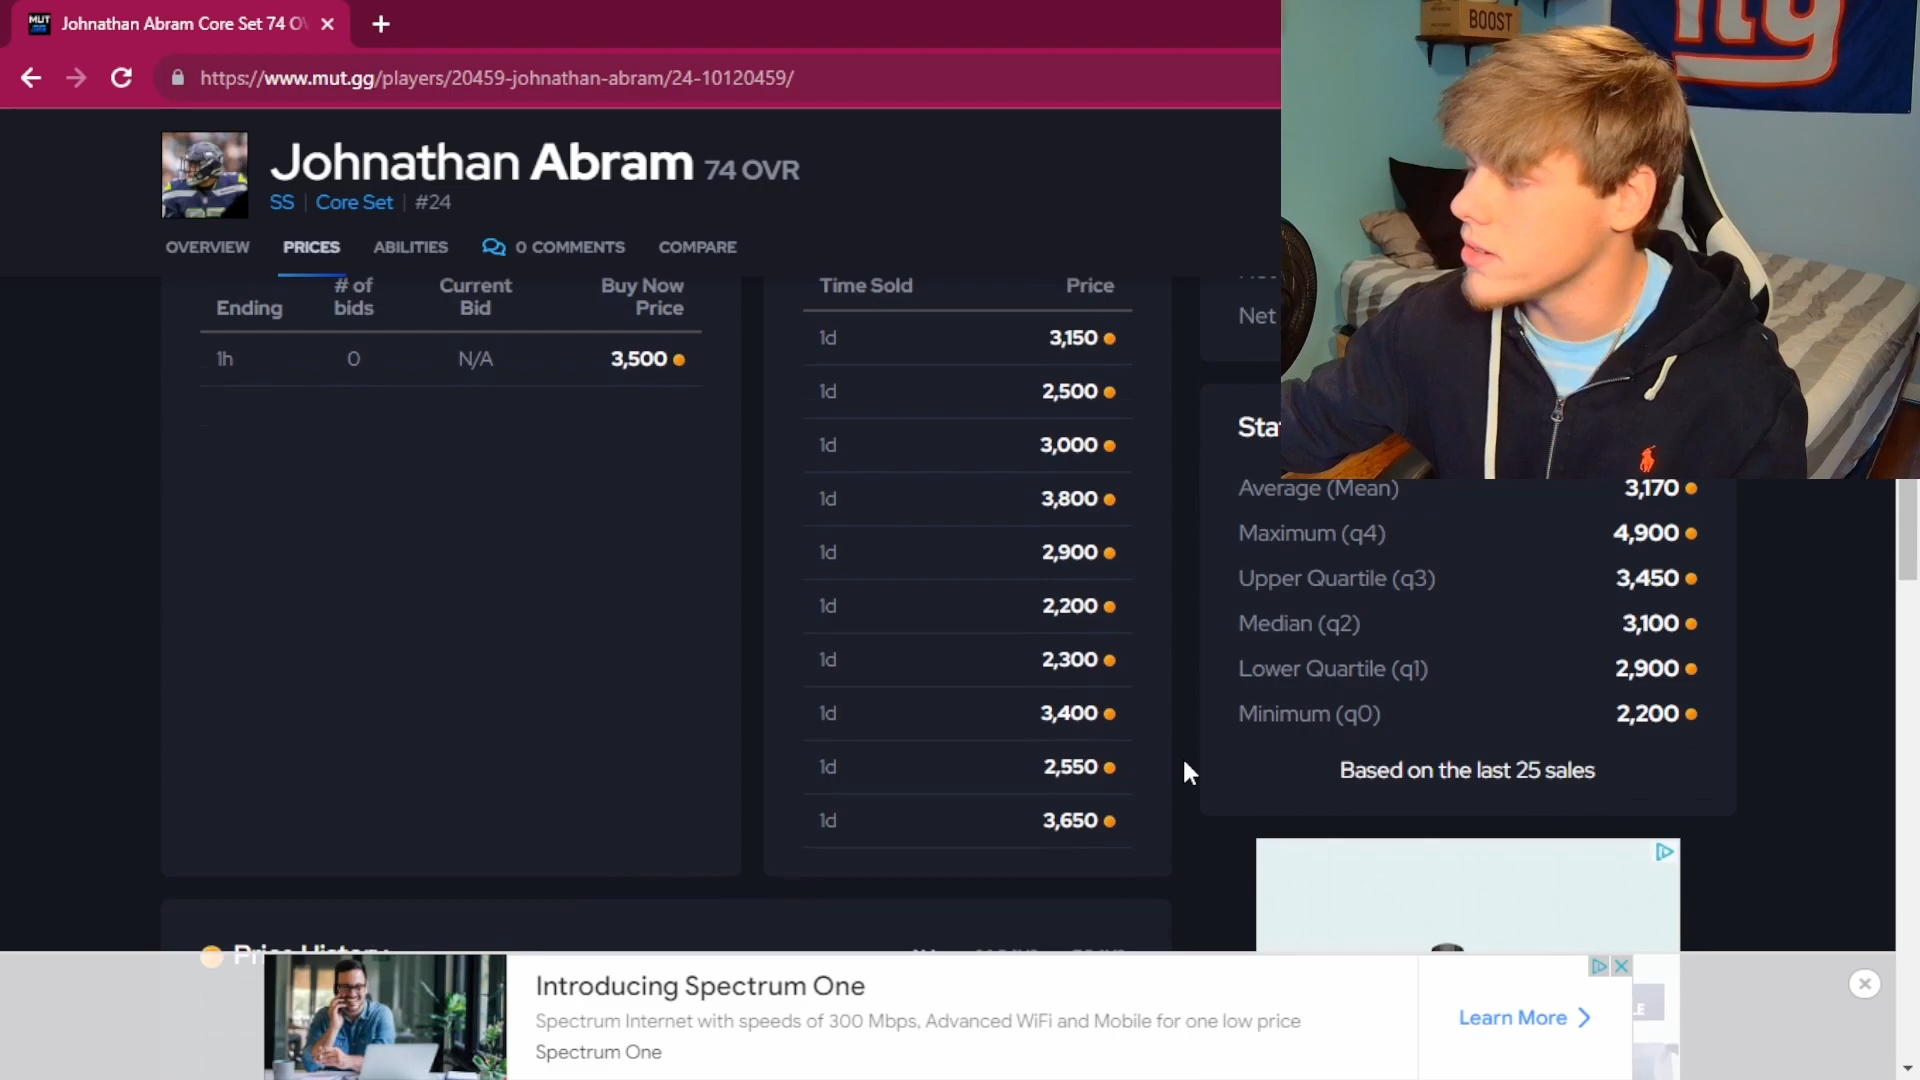 Johnathan Abram Core Set 74 O
https://www.mut.gg/players/20459-johnathan-abram/24-10120459/
BOOST
ny
Johnathan Abram 74 OVR
SS | Core Set | #24
OVERVIEW PRICES ABILITIES 0 COMMENTS COMPARE
Ending # of bids Current Bid Buy Now Price
1h 0 N/A 3,500
Time Sold Price
1d 3,150
1d 2,500
1d 3,000
1d 3,800
1d 2,900
1d 2,200
1d 2,300
1d 3,400
1d 2,550
1d 3,650
Net
Average (Mean) 3,170
Maximum (q4) 4,900
Upper Quartile (q3) 3,450
Median (q2) 3,100
Lower Quartile (q1) 2,900
Minimum (q0) 2,200
Based on the last 25 sales
Price History
Introducing Spectrum One
Spectrum Internet with speeds of 300 Mbps, Advanced WiFi and Mobile for one low price
Spectrum One
Learn More